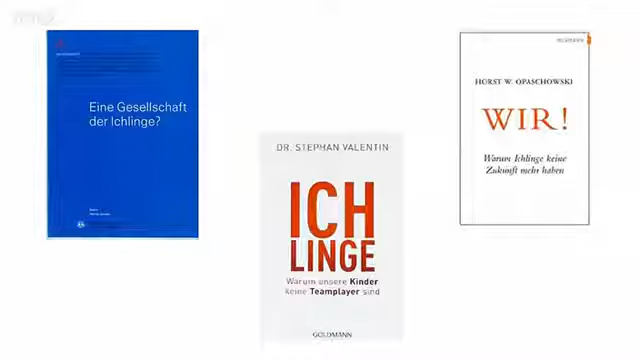 Eine Gesellschaft
der Ichlinge?
DR. STEPHAN VALENTIN
ICH
LINGE
Warum unsere Kinder
keine Teamplayer sind
GOLDMANN
HORST W. OPASCHOWSKI
WIR!
Warum Ichlinge keine
Zukunft mehr haben